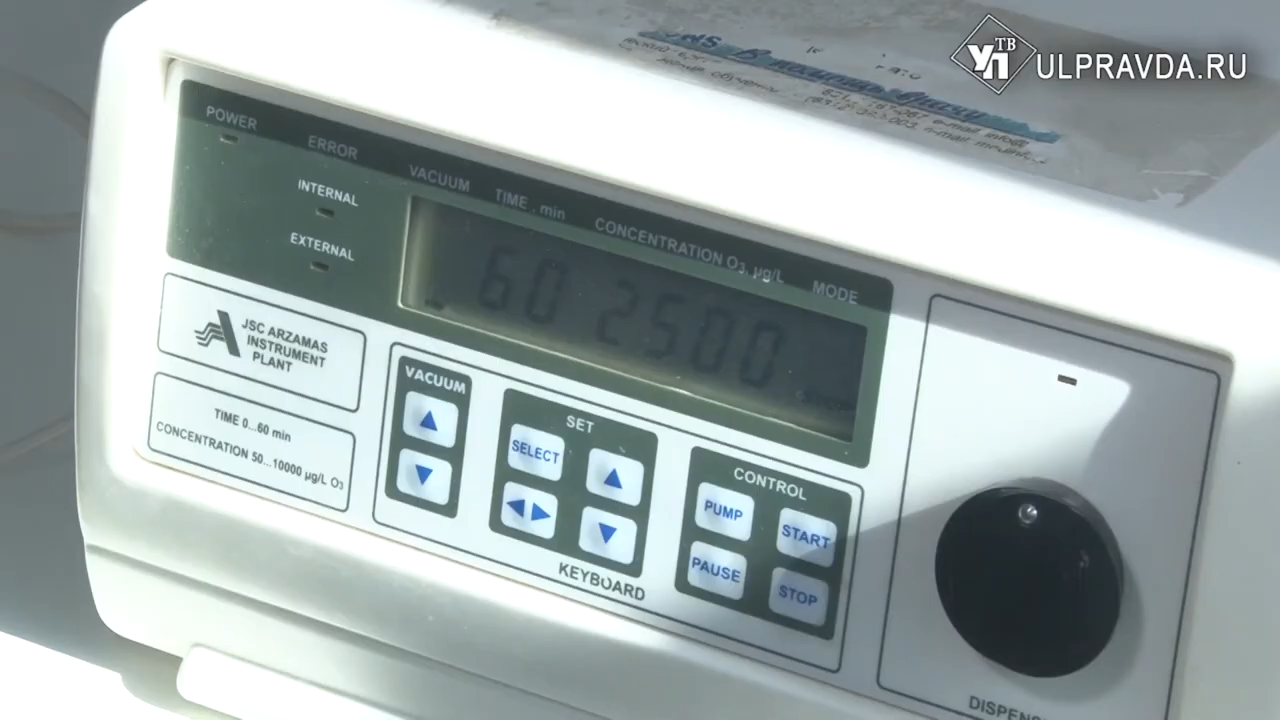 УП ТВ
ULPRAVDA.RU
POWER
ERROR
VACUUM
TIME , min
CONCENTRATION O3, µg/L
MODE
INTERNAL
EXTERNAL
60 2500
JSC ARZAMAS
INSTRUMENT
PLANT
TIME 0...60 min
CONCENTRATION 50...10000 µg/L O3
VACUUM
SET
SELECT
CONTROL
PUMP
START
PAUSE
STOP
KEYBOARD
e-mail
e-mail